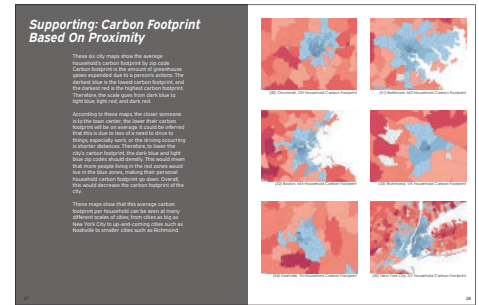 Supporting: Carbon Footprint
Based On Proximity
These six city maps show the average
household's carbon footprint by zip code.
Carbon footprint is the amount of greenhouse
gases expended due to a person's actions. The
darkest blue is the lowest carbon footprint, and
the darkest red is the highest carbon footprint.
Therefore, the scale goes from dark blue to
light blue, light red, and dark red.
According to these maps, the closer someone
is to the town center, the lower their carbon
footprint will be on average. It could be inferred
that this is due to less of a need to drive to
things, especially work, or the driving occurring
is shorter distances. Therefore, to lower the
city's carbon footprint, the dark blue and light
blue zip codes should densify. This would mean
that more people living in the red zones would
live in the blue zones, making their personal
household carbon footprint go down. Overall,
this would decrease the carbon footprint of the
city.
These maps show that this average carbon
footprint per household can be seen at many
different scales of cities, from cities as big as
New York City to up-and-coming cities such as
Nashville to smaller cities such as Richmond.
[30] Cincinnati, OH Household Carbon Footprint
[31] Baltimore, MD Household Carbon Footprint
[32] Boston, MA Household Carbon Footprint
[33] Richmond, VA Household Carbon Footprint
[34] Nashville, TN Household Carbon Footprint
[35] New York City, NY Household Carbon Footprint
28